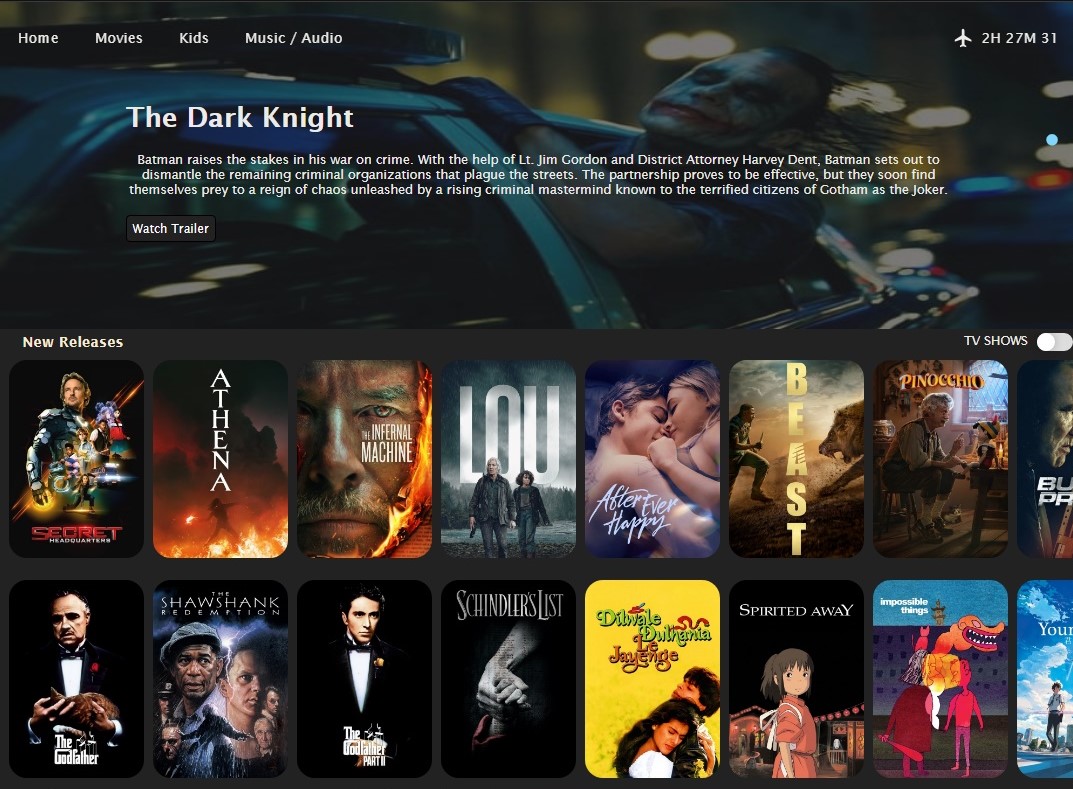 Home Movies Kids Music / Audio 2H 27M 31
The Dark Knight
Batman raises the stakes in his war on crime. With the help of Lt. Jim Gordon and District Attorney Harvey Dent, Batman sets out to
dismantle the remaining criminal organizations that plague the streets. The partnership proves to be effective, but they soon find
themselves prey to a reign of chaos unleashed by a rising criminal mastermind known to the terrified citizens of Gotham as the Joker.
Watch Trailer
New Releases TV SHOWS
SECRET
HEADQUARTERS
ATHENA
THE INFERNAL
MACHINE
LOU
After Ever
Happy
BEAST
PINOCCHIO
BU
PR
The
Godfather
THE
SHAWSHANK
REDEMPTION
The
Godfather
PART II
SCHINDLER'S LIST
Dilwale
Dulhania
Le
Jayenge
SPIRITED AWAY
impossible
things
Your